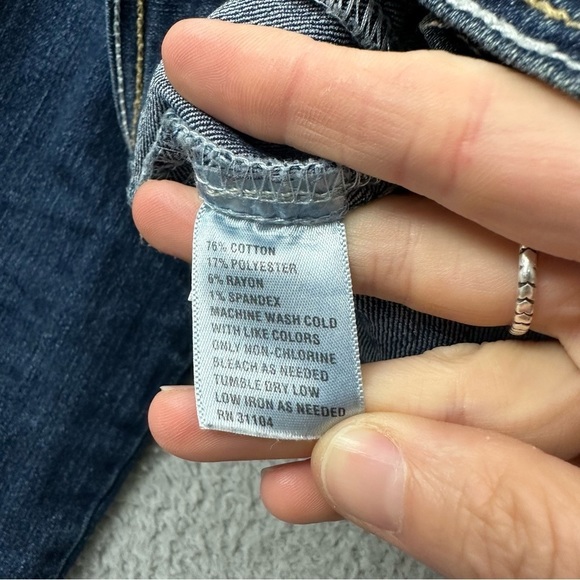 76% COTTON
17% POLYESTER
6% RAYON
1% SPANDEX
MACHINE WASH COLD
WITH LIKE COLORS
ONLY NON-CHLORINE
BLEACH AS NEEDED
TUMBLE DRY LOW
LOW IRON AS NEEDED
RN 31104